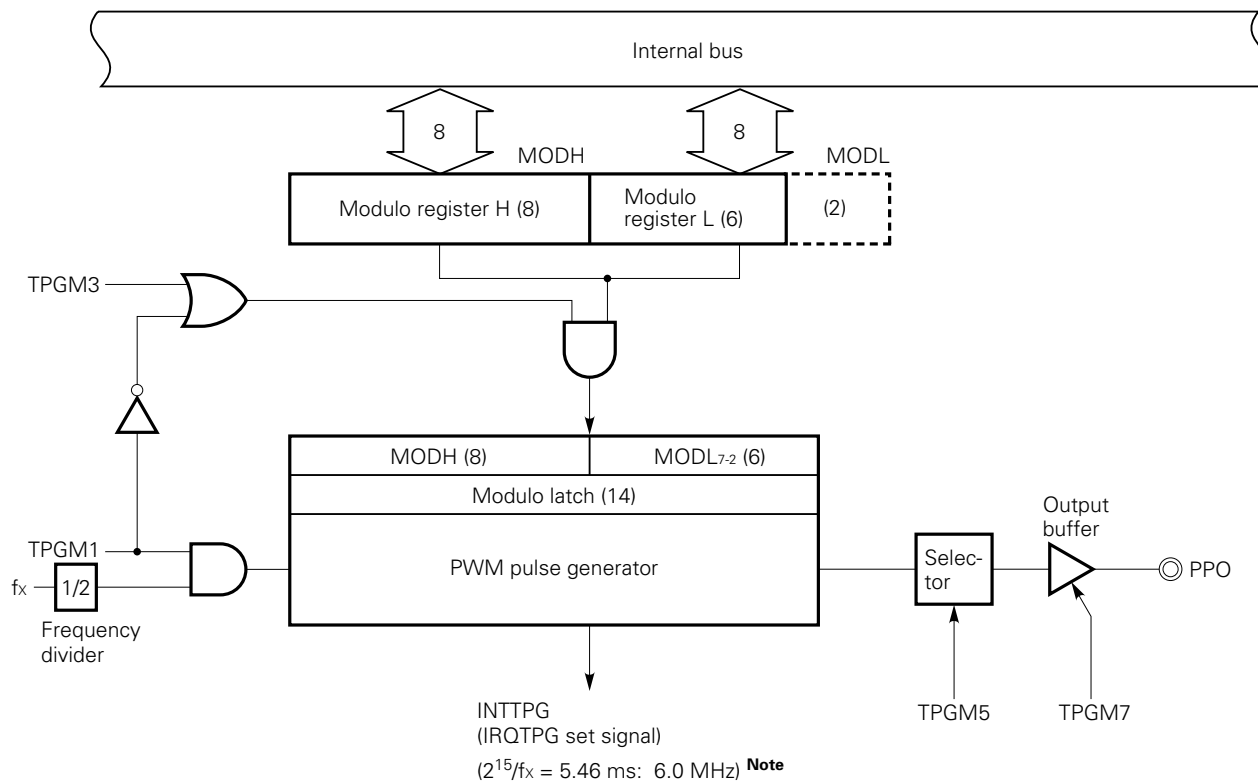 Internal bus
8
8
MODH
MODL
Modulo register H (8)
Modulo
register L (6)
(2)
TPGM3
MODH (8)
MODL7-2 (6)
Modulo latch (14)
TPGM1
fX
1/2
Frequency
divider
PWM pulse generator
Selec-
tor
Output
buffer
PPO
INTTPG
(IRQTPG set signal)
(2¹⁵/fX = 5.46 ms: 6.0 MHz) Note
TPGM5
TPGM7